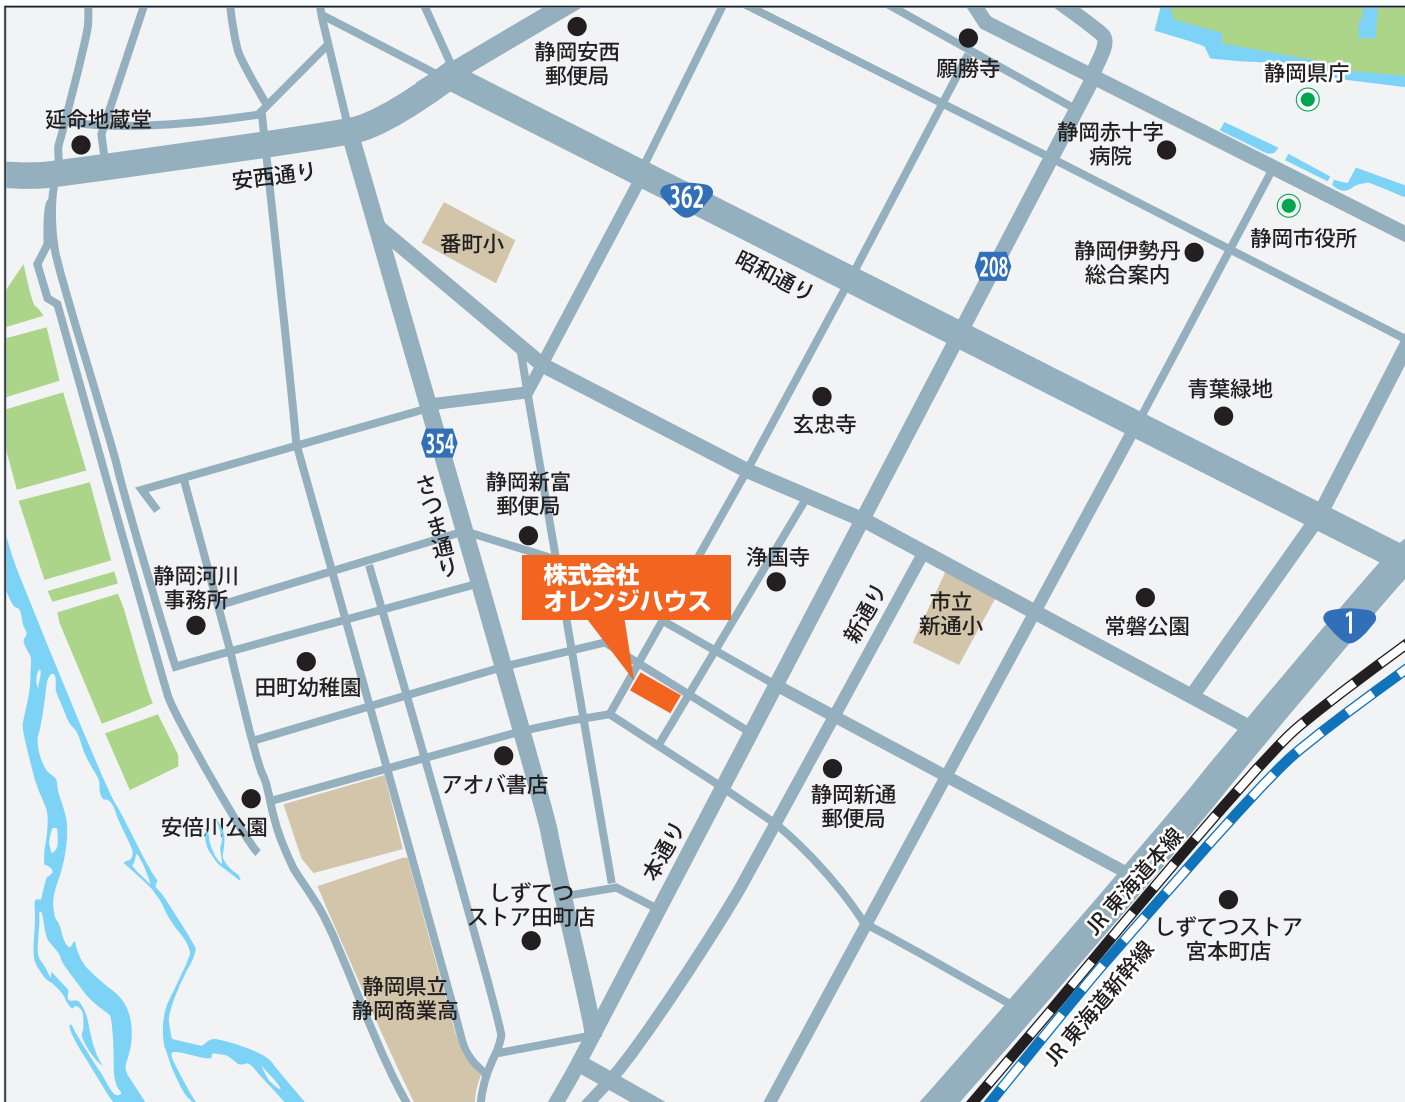 静岡安西
郵便局
願勝寺
静岡県庁
延命地蔵堂
静岡赤十字
病院
安西通り
362
静岡市役所
番町小
昭和通り
208
静岡伊勢丹
総合案内
青葉緑地
玄忠寺
354
さつま通り
静岡新富
郵便局
浄国寺
株式会社
オレンジハウス
静岡河川
事務所
新通り
市立
新通小
常磐公園
1
田町幼稚園
アオバ書店
静岡新通
郵便局
安倍川公園
本通り
JR 東海道本線
しずてつ
ストア田町店
しずてつストア
宮本町店
JR 東海道新幹線
静岡県立
静岡商業高